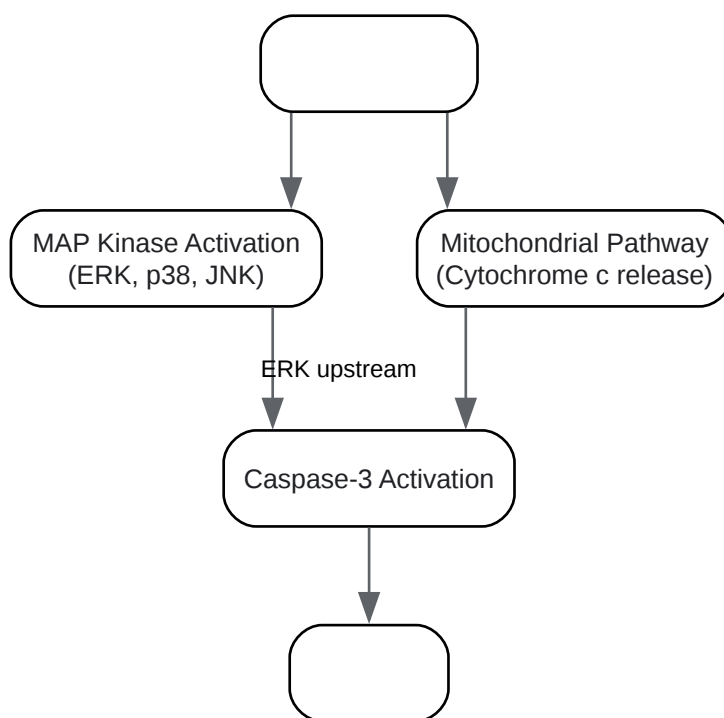 MAP Kinase Activation
(ERK, p38, JNK)
Mitochondrial Pathway
(Cytochrome c release)
ERK upstream
Caspase-3 Activation